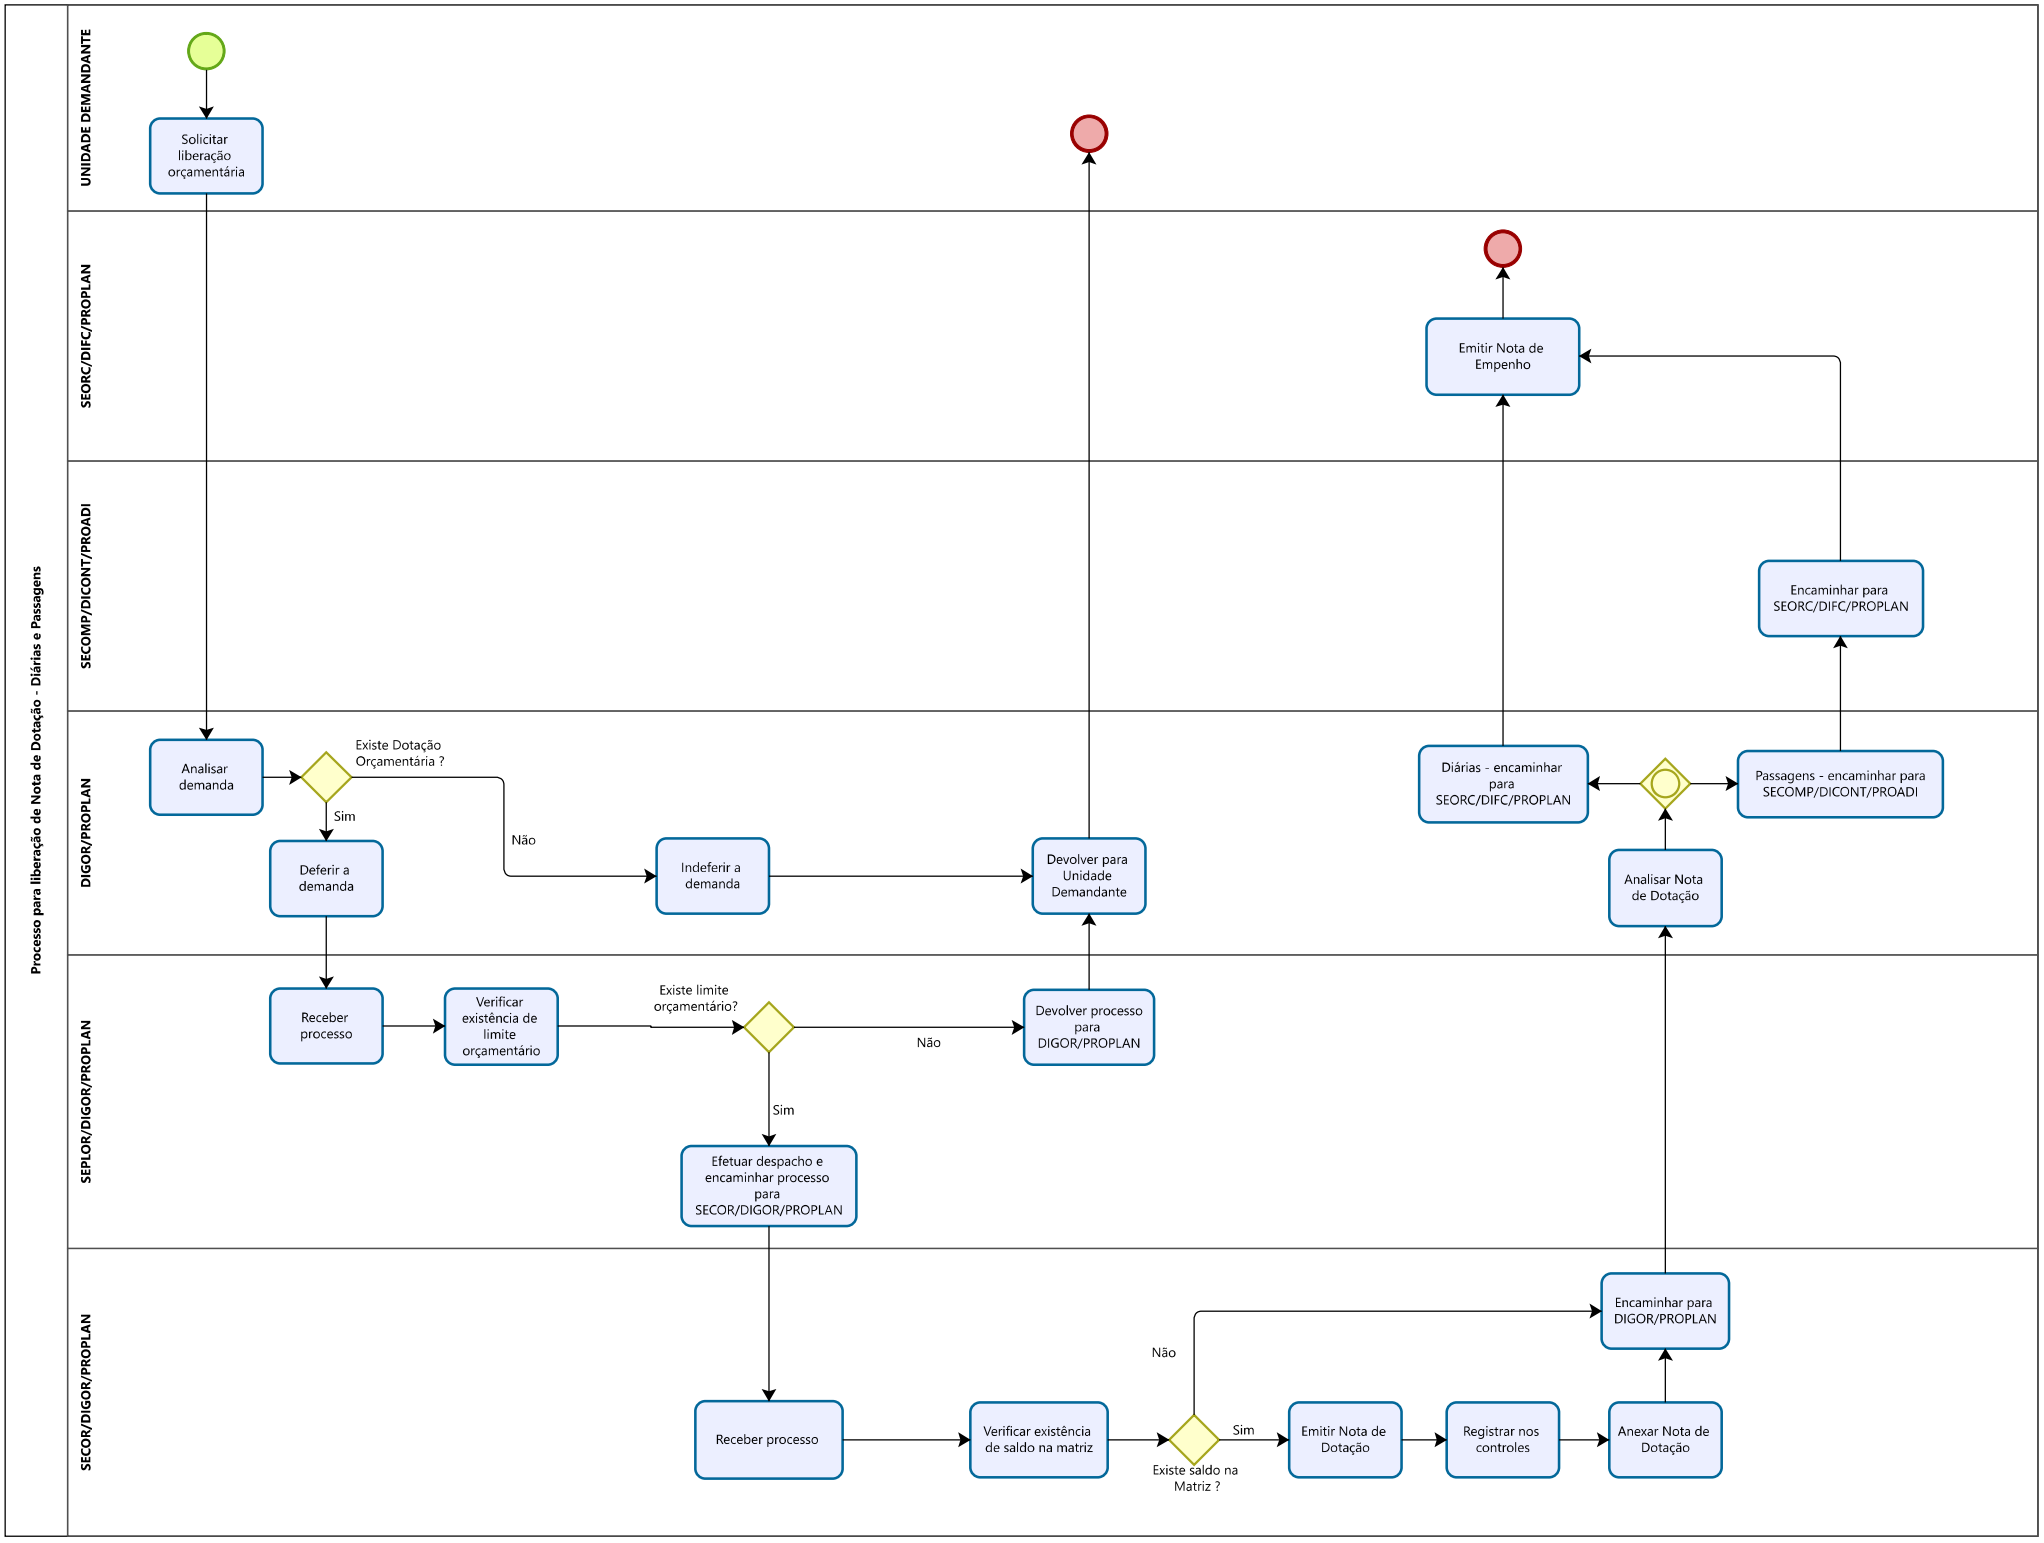 Processo para liberação de Nota de Dotação - Diárias e Passagens
UNIDADE DEMANDANTE
Solicitar
liberação
orçamentária
SEORC/DIFC/PROPLAN
Emitir Nota de
Empenho
SECOMP/DICONT/PROADI
Encaminhar para
SEORC/DIFC/PROPLAN
DIGOR/PROPLAN
Analisar
demanda
Existe Dotação
Orçamentária ?
Sim
Não
Deferir a
demanda
Indeferir a
demanda
Devolver para
Unidade
Demandante
Diárias - encaminhar
para
SEORC/DIFC/PROPLAN
Passagens - encaminhar para
SECOMP/DICONT/PROADI
Analisar Nota
de Dotação
SEPLOR/DIGOR/PROPLAN
Receber
processo
Verificar
existência de
limite
orçamentário
Existe limite
orçamentário?
Não
Sim
Devolver processo
para
DIGOR/PROPLAN
Efetuar despacho e
encaminhar processo
para
SECOR/DIGOR/PROPLAN
SECOR/DIGOR/PROPLAN
Receber processo
Verificar existência
de saldo na matriz
Não
Sim
Existe saldo na
Matriz ?
Emitir Nota de
Dotação
Registrar nos
controles
Anexar Nota de
Dotação
Encaminhar para
DIGOR/PROPLAN